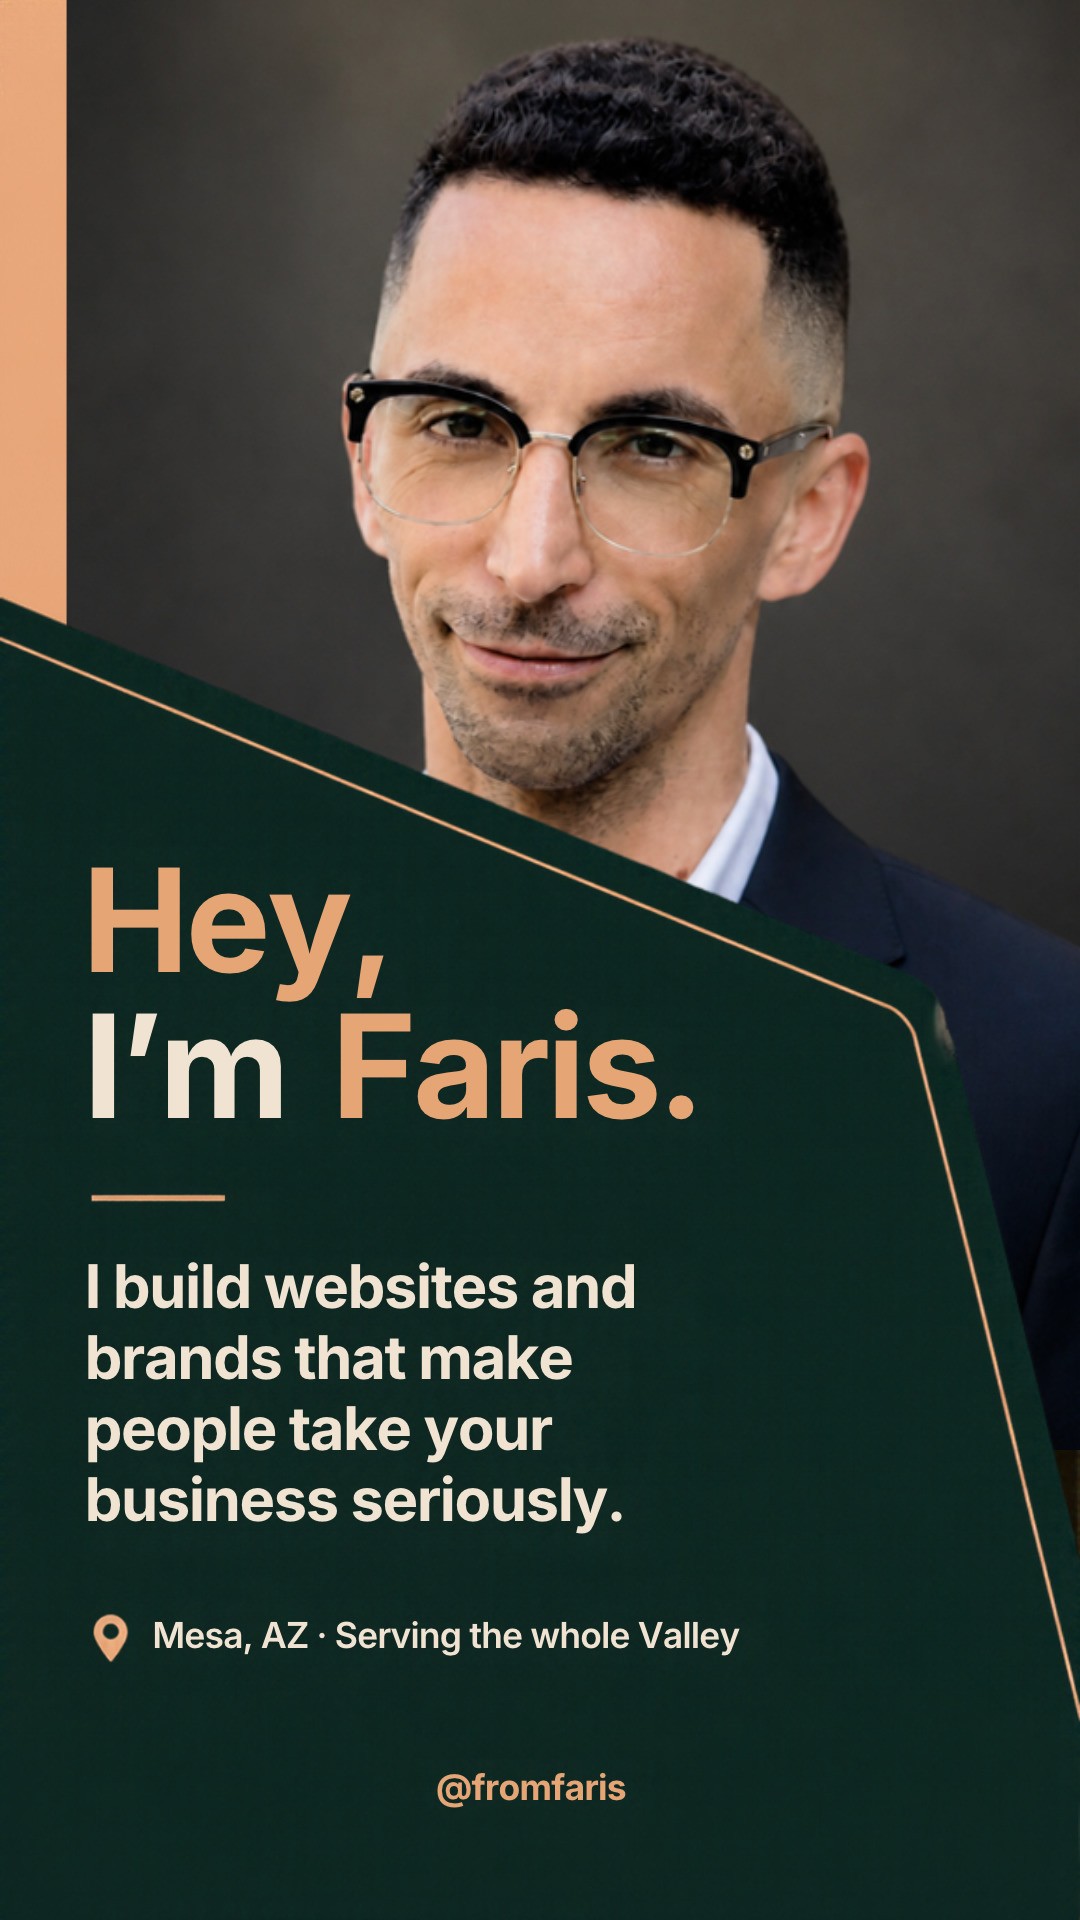 Hey,
I’m Faris.
I build websites and
brands that make
people take your
business seriously.
Mesa, AZ · Serving the whole Valley
@fromfaris